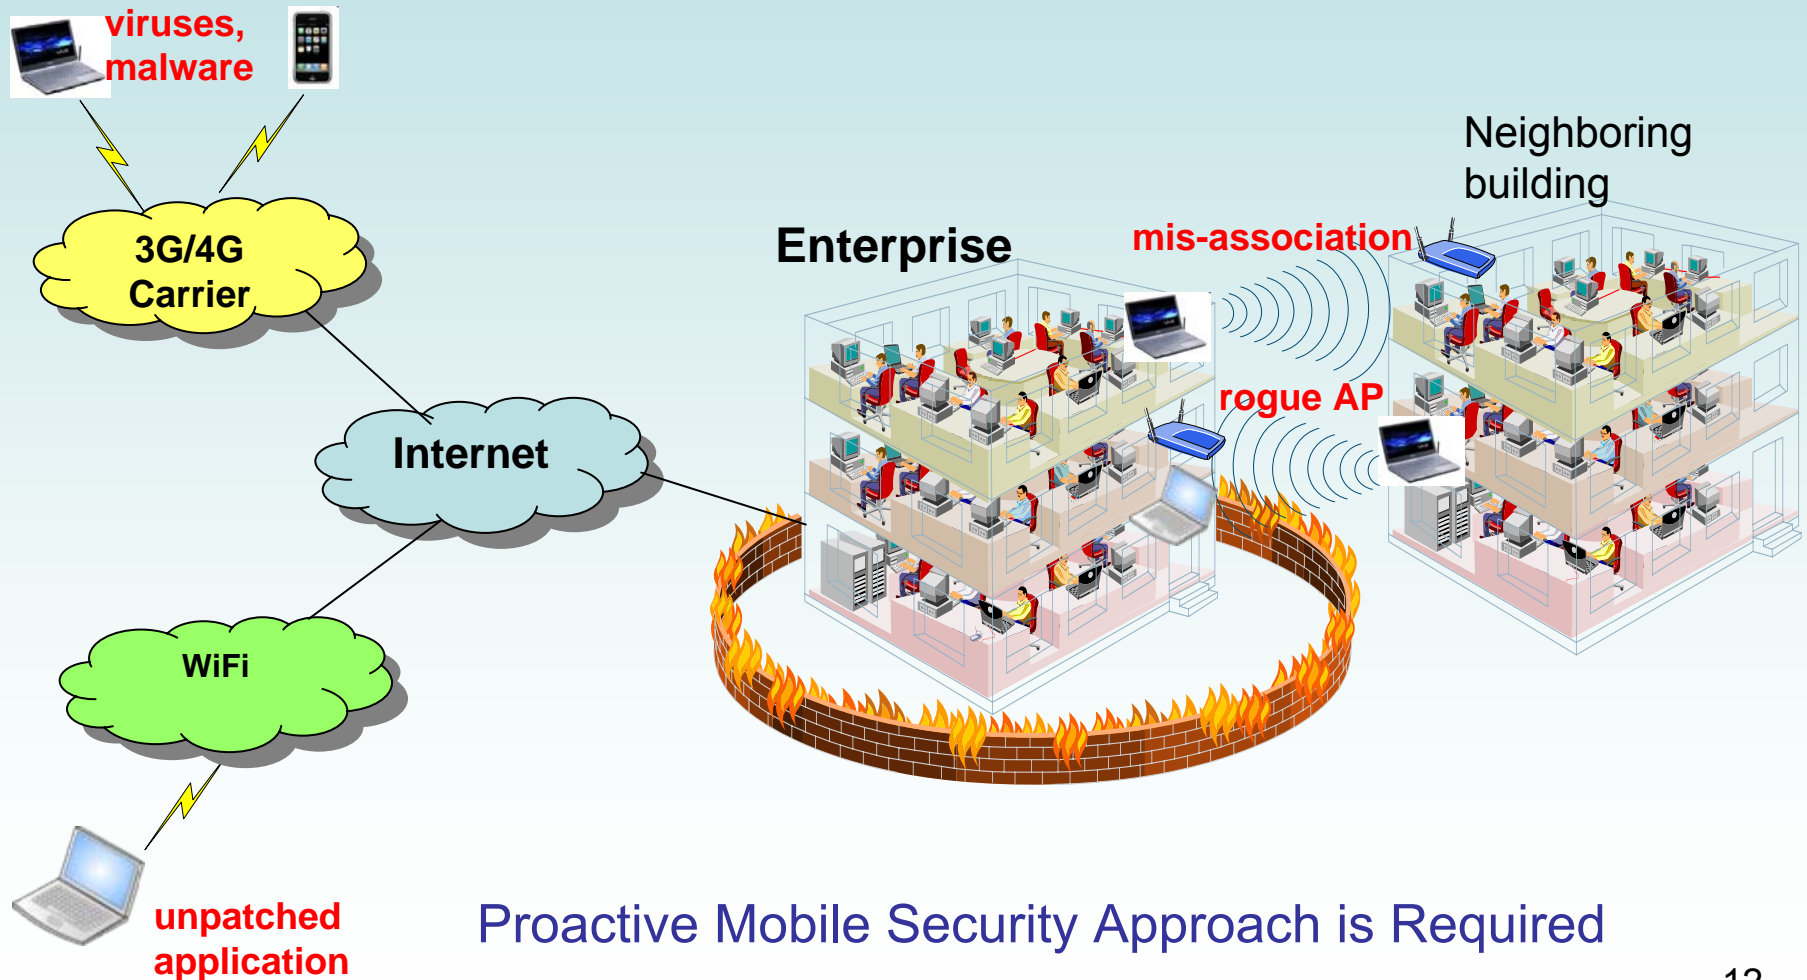 viruses,
malware
Neighboring
building
3G/4G
Carrier
Enterprise
mis-association
rogue AP
Internet
WiFi
unpatched
application
Proactive Mobile Security Approach is Required
12